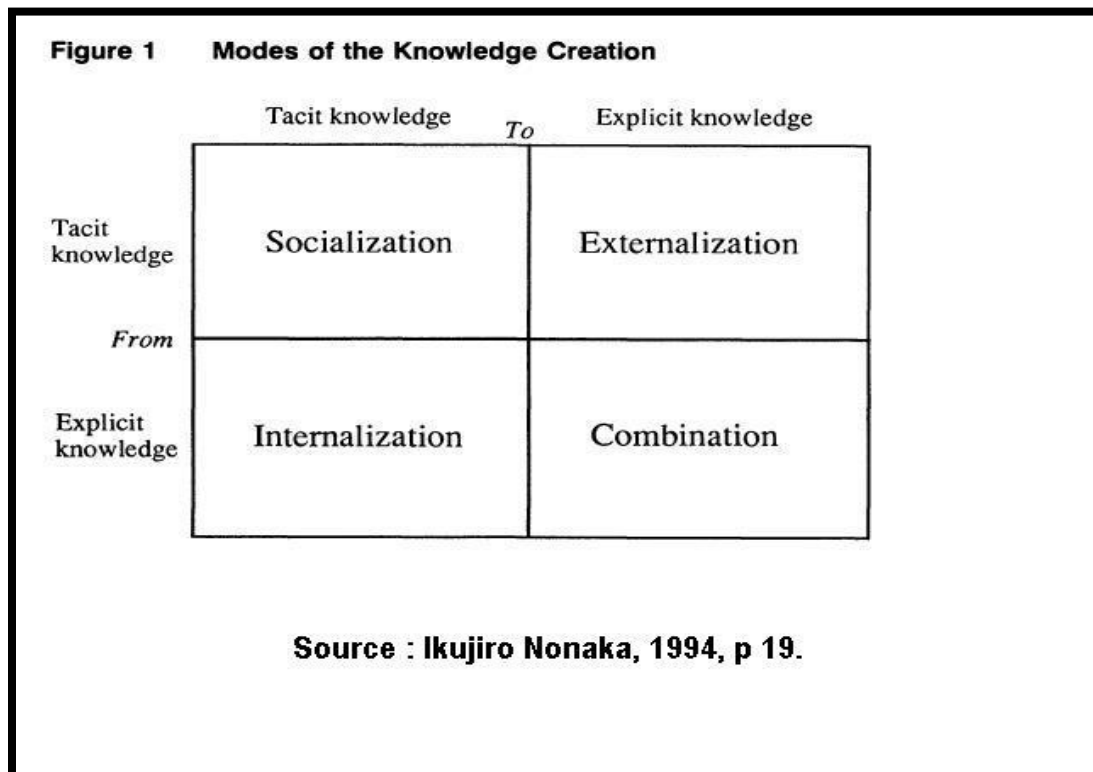 Figure 1 Modes of the Knowledge Creation
Tacit knowledge To Explicit knowledge
Tacit
knowledge
Socialization Externalization
From
Explicit
knowledge
Internalization Combination
Source : Ikujiro Nonaka, 1994, p 19.